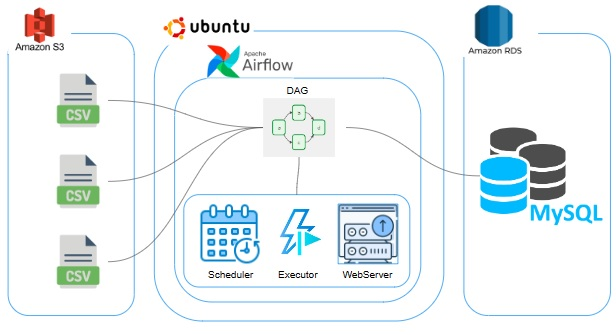 Amazon S3
CSV
CSV
CSV
ubuntu
Apache
Airflow
DAG
Scheduler
Executor
WebServer
Amazon RDS
MySQL